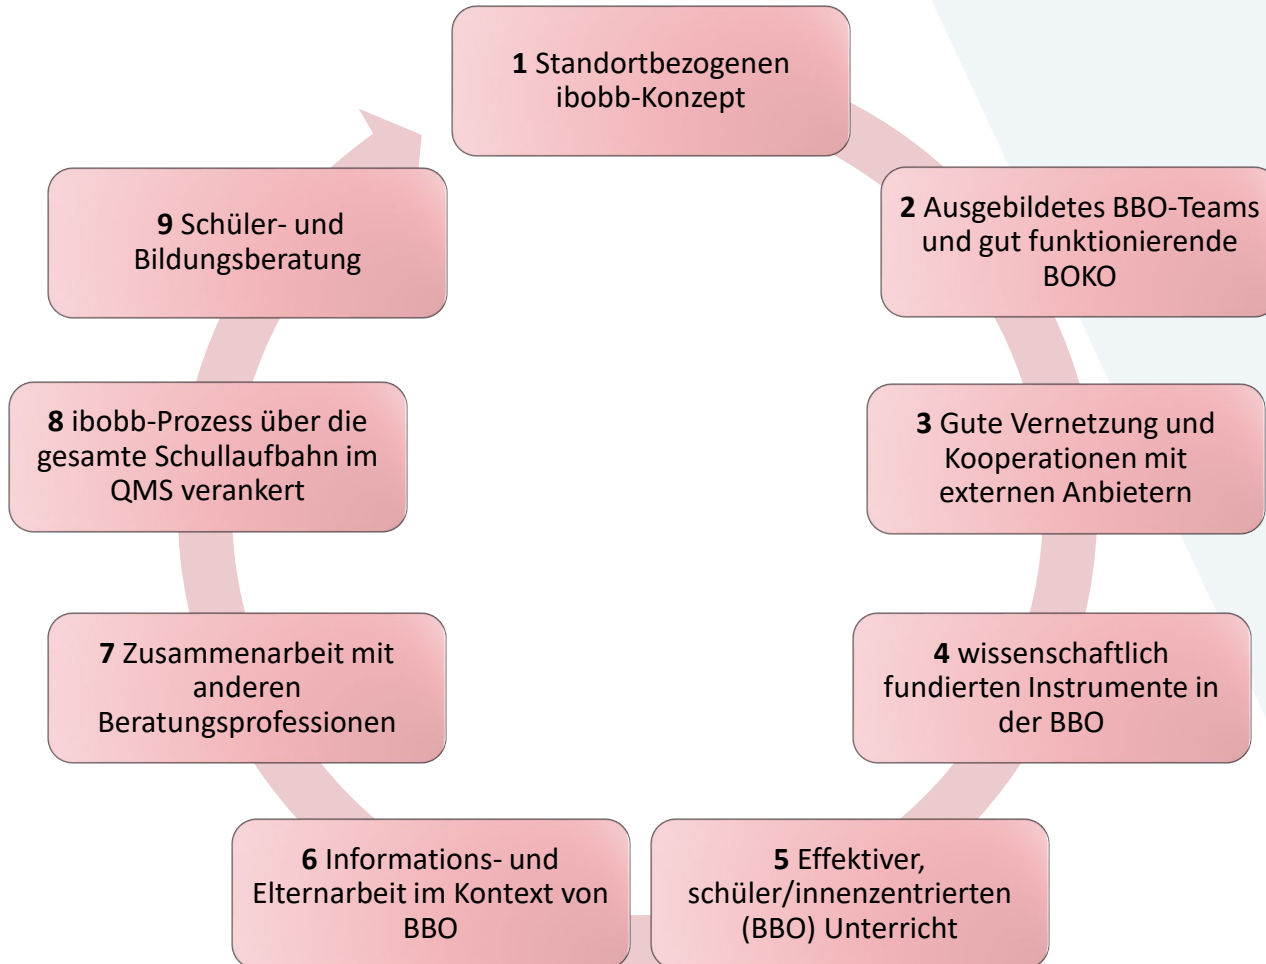 1 Standortbezogenen
ibobb-Konzept
2 Ausgebildetes BBO-Teams
und gut funktionierende
BOKO
3 Gute Vernetzung und
Kooperationen mit
externen Anbietern
4 wissenschaftlich
fundierten Instrumente in
der BBO
5 Effektiver,
schüler/innenzentrierten
(BBO) Unterricht
6 Informations- und
Elternarbeit im Kontext von
BBO
7 Zusammenarbeit mit
anderen
Beratungsprofessionen
8 ibobb-Prozess über die
gesamte Schullaufbahn im
QMS verankert
9 Schüler- und
Bildungsberatung